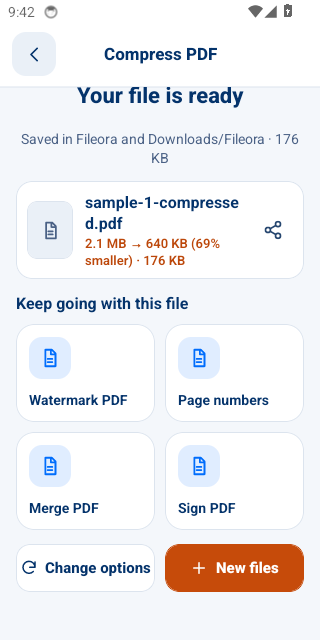 9:42
Compress PDF
Your file is ready
Saved in Fileora and Downloads/Fileora · 176
KB
sample-1-compresse
d.pdf
2.1 MB → 640 KB (69%
smaller) · 176 KB
Keep going with this file
Watermark PDF
Page numbers
Merge PDF
Sign PDF
Change options
New files